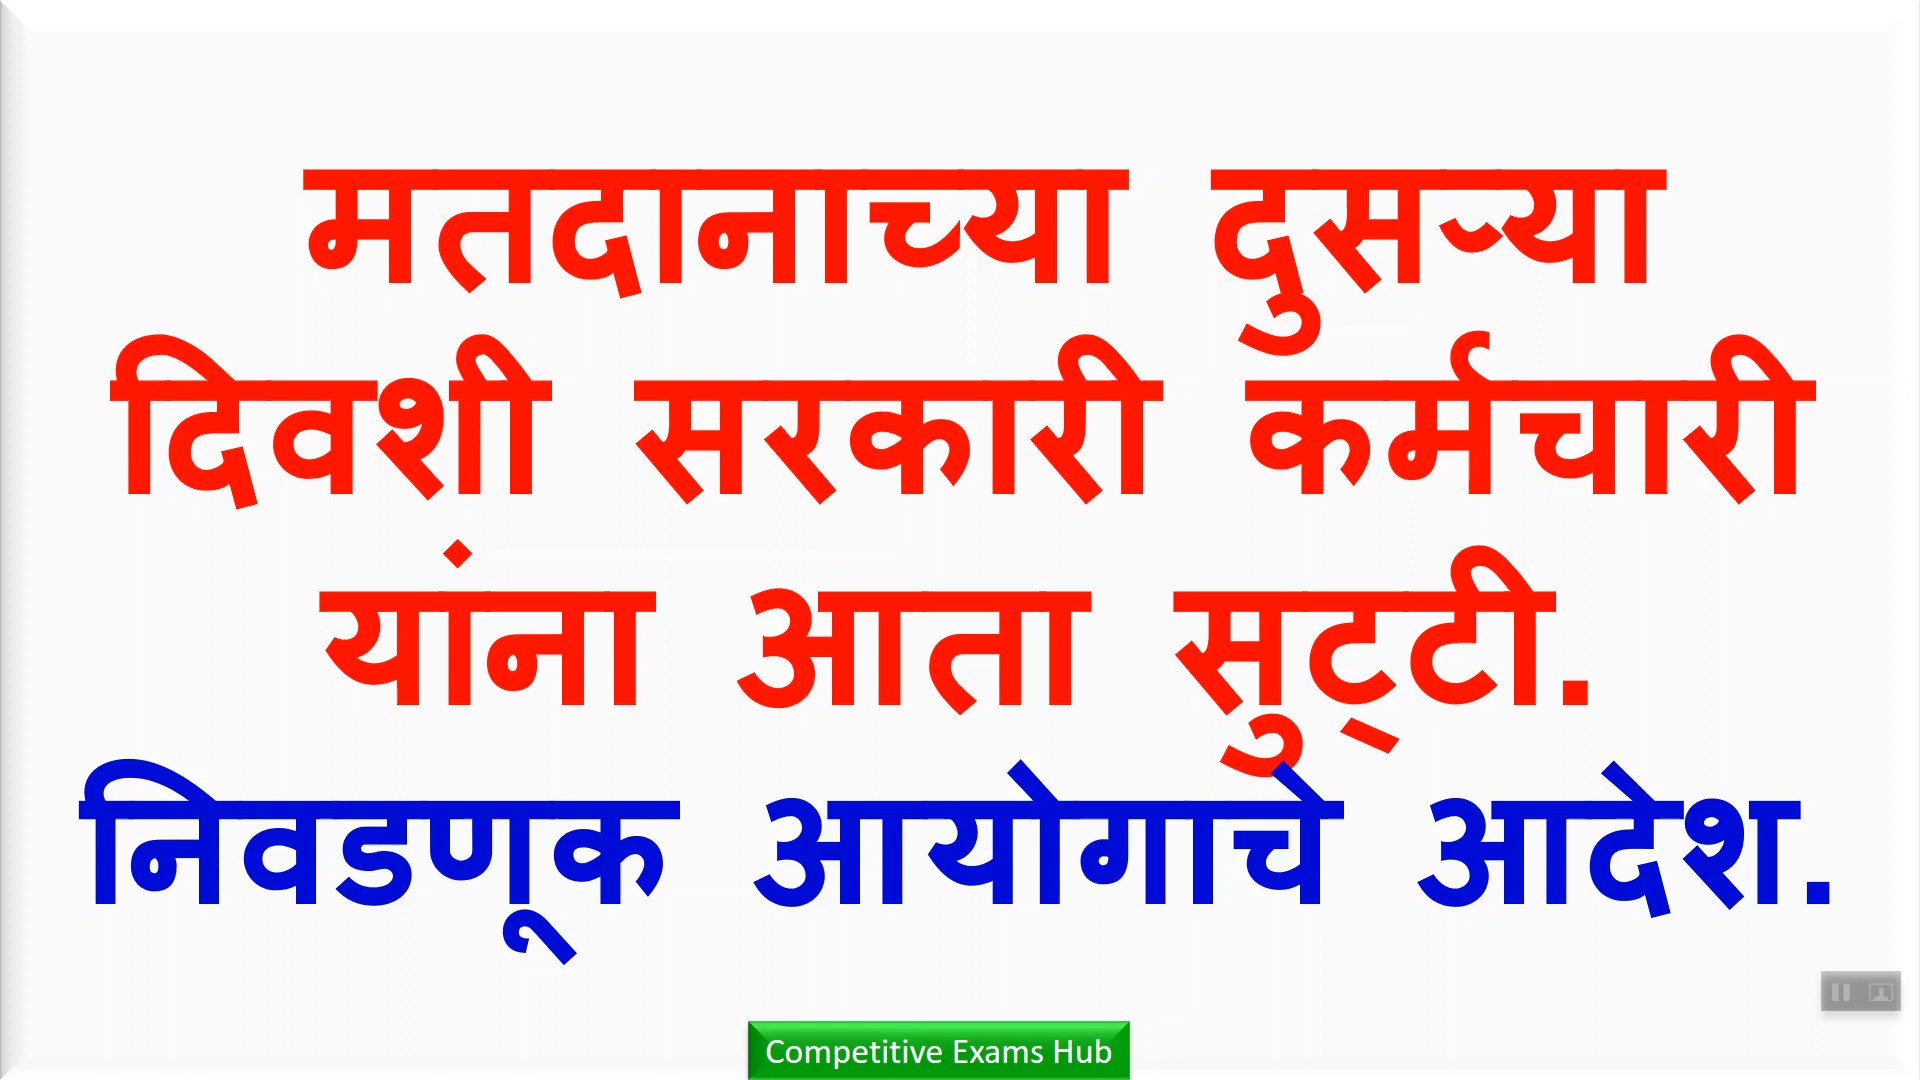 मतदानाच्या दुसऱ्या
दिवशी सरकारी कर्मचारी
यांना आता सुट्टी.
निवडणूक आयोगाचे आदेश.
Competitive Exams Hub